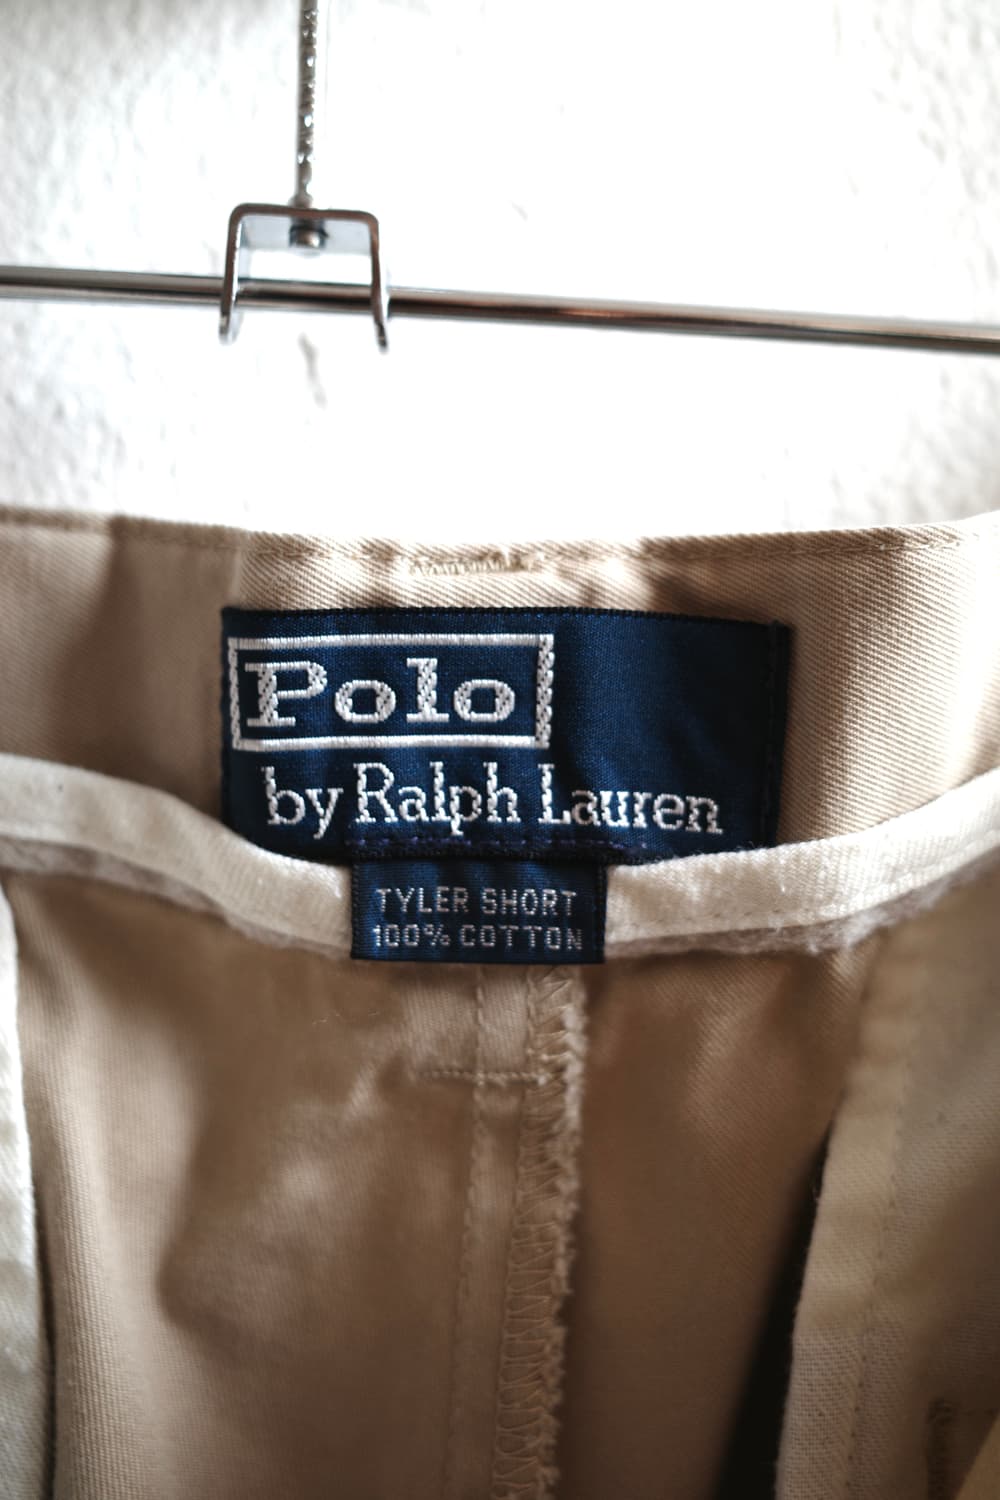 Polo
by Ralph Lauren
TYLER SHORT
100% COTTON